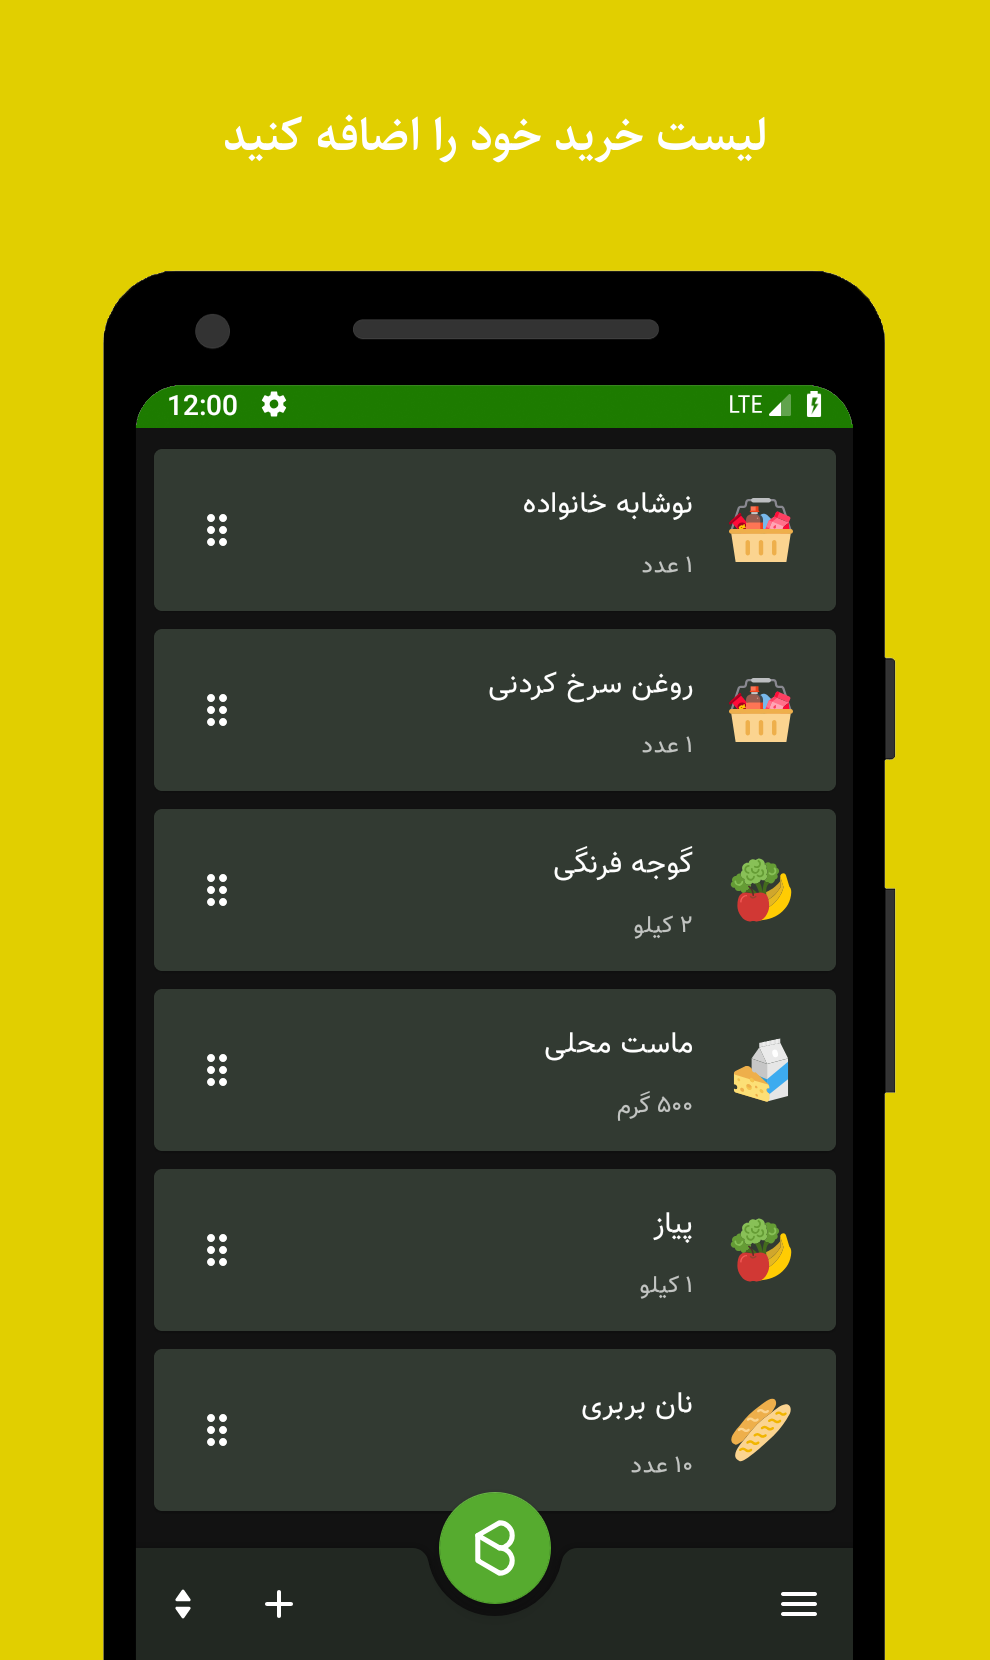 لیست خرید خود را اضافه کنید
12:00 LTE
نوشابه خانواده
۱ عدد
روغن سرخ کردنی
۱ عدد
گوجه فرنگی
۲ کیلو
ماست محلی
۵۰۰ گرم
پیاز
۱ کیلو
نان بربری
۱۰ عدد